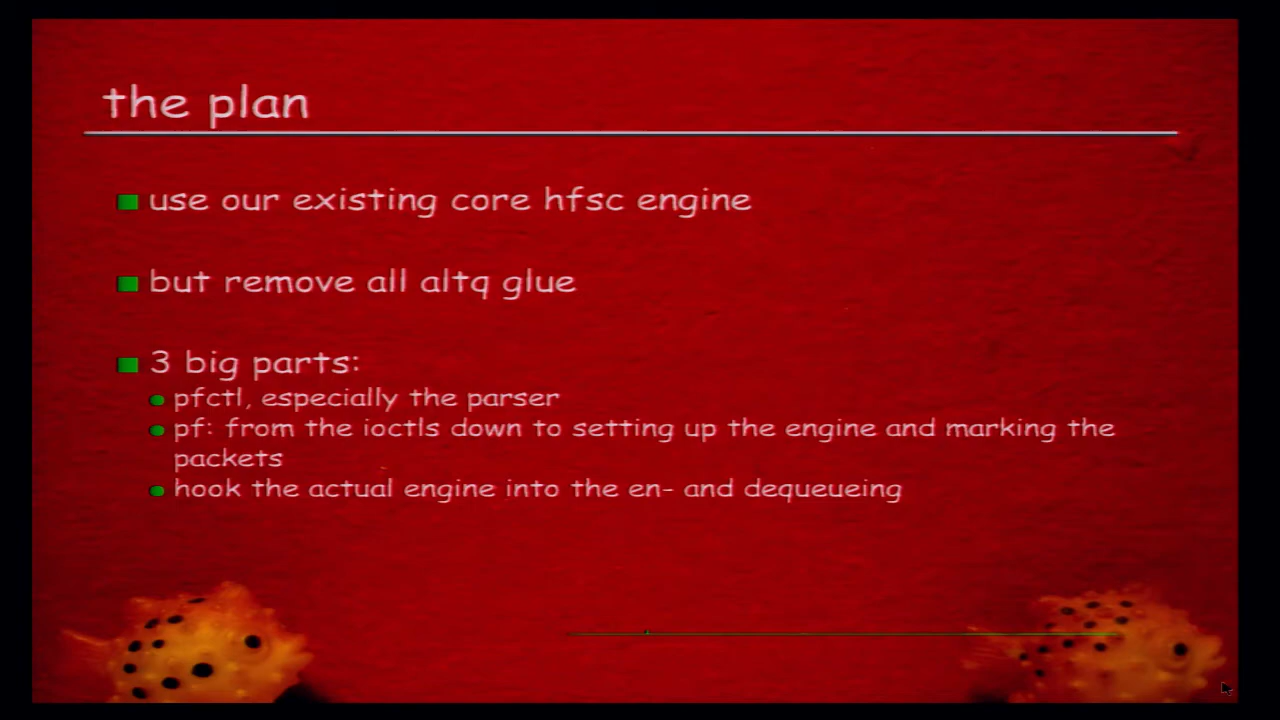 the plan
use our existing core hfsc engine
but remove all altq glue
3 big parts:
pfctl, especially the parser
pf: from the ioctls down to setting up the engine and marking the
packets
hook the actual engine into the en- and dequeueing